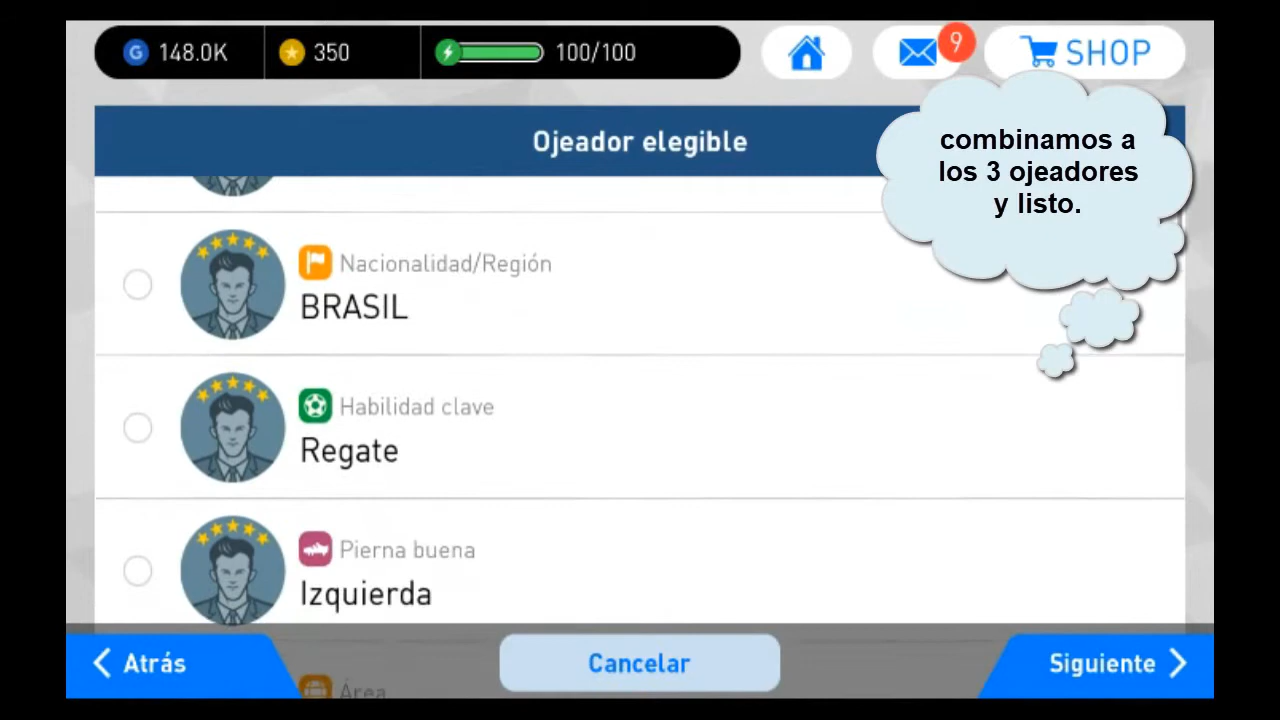 148.0K
350
100/100
9
SHOP
Ojeador elegible
combinamos a
los 3 ojeadores
y listo.
Nacionalidad/Región
BRASIL
Habilidad clave
Regate
Pierna buena
Izquierda
Área
Atrás
Cancelar
Siguiente